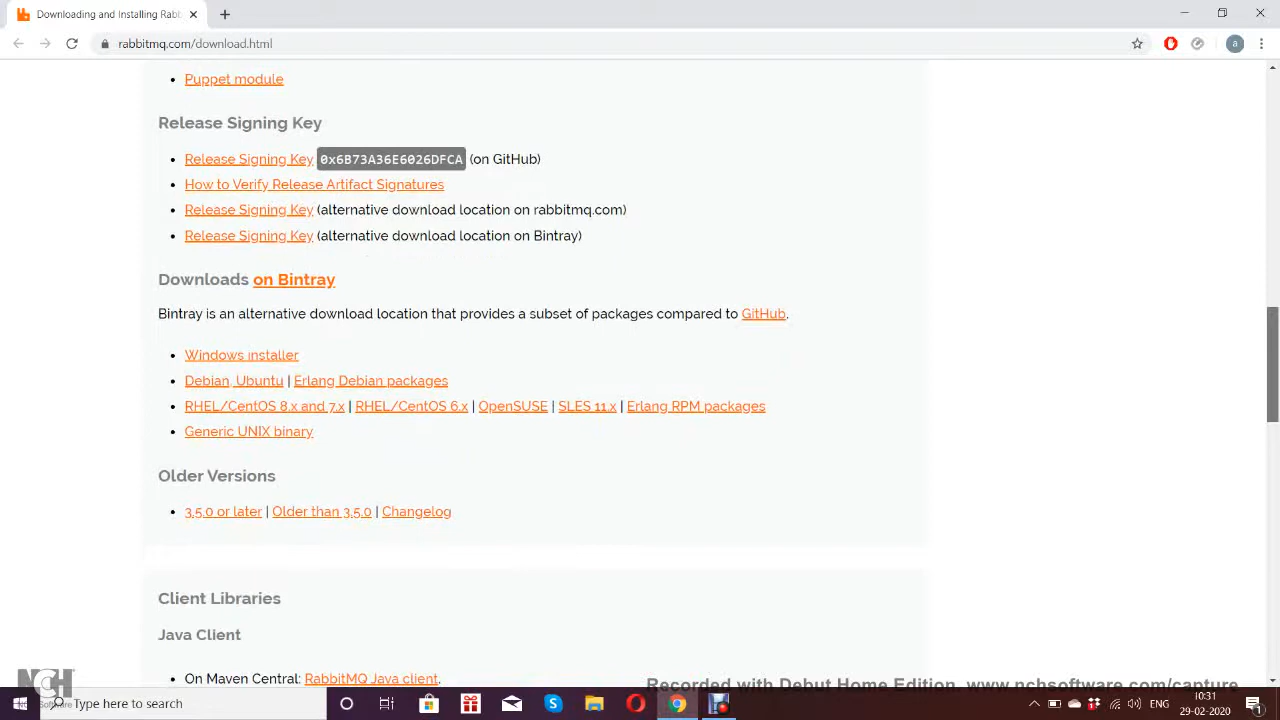 Downloading and Installing Rabb
rabbitmq.com/download.html
a
Puppet module
Release Signing Key
Release Signing Key 0x6B73A36E6026DFCA (on GitHub)
How to Verify Release Artifact Signatures
Release Signing Key (alternative download location on rabbitmq.com)
Release Signing Key (alternative download location on Bintray)
Downloads on Bintray
Bintray is an alternative download location that provides a subset of packages compared to GitHub.
Windows installer
Debian, Ubuntu | Erlang Debian packages
RHEL/CentOS 8.x and 7.x | RHEL/CentOS 6.x | OpenSUSE | SLES 11.x | Erlang RPM packages
Generic UNIX binary
Older Versions
3.5.0 or later | Older than 3.5.0 | Changelog
Client Libraries
Java Client
On Maven Central: RabbitMQ Java client.
NCH
Software
Recorded with Debut Home Edition. www.nchsoftware.com/capture
Type here to search
ENG
10:31
29-02-2020
1